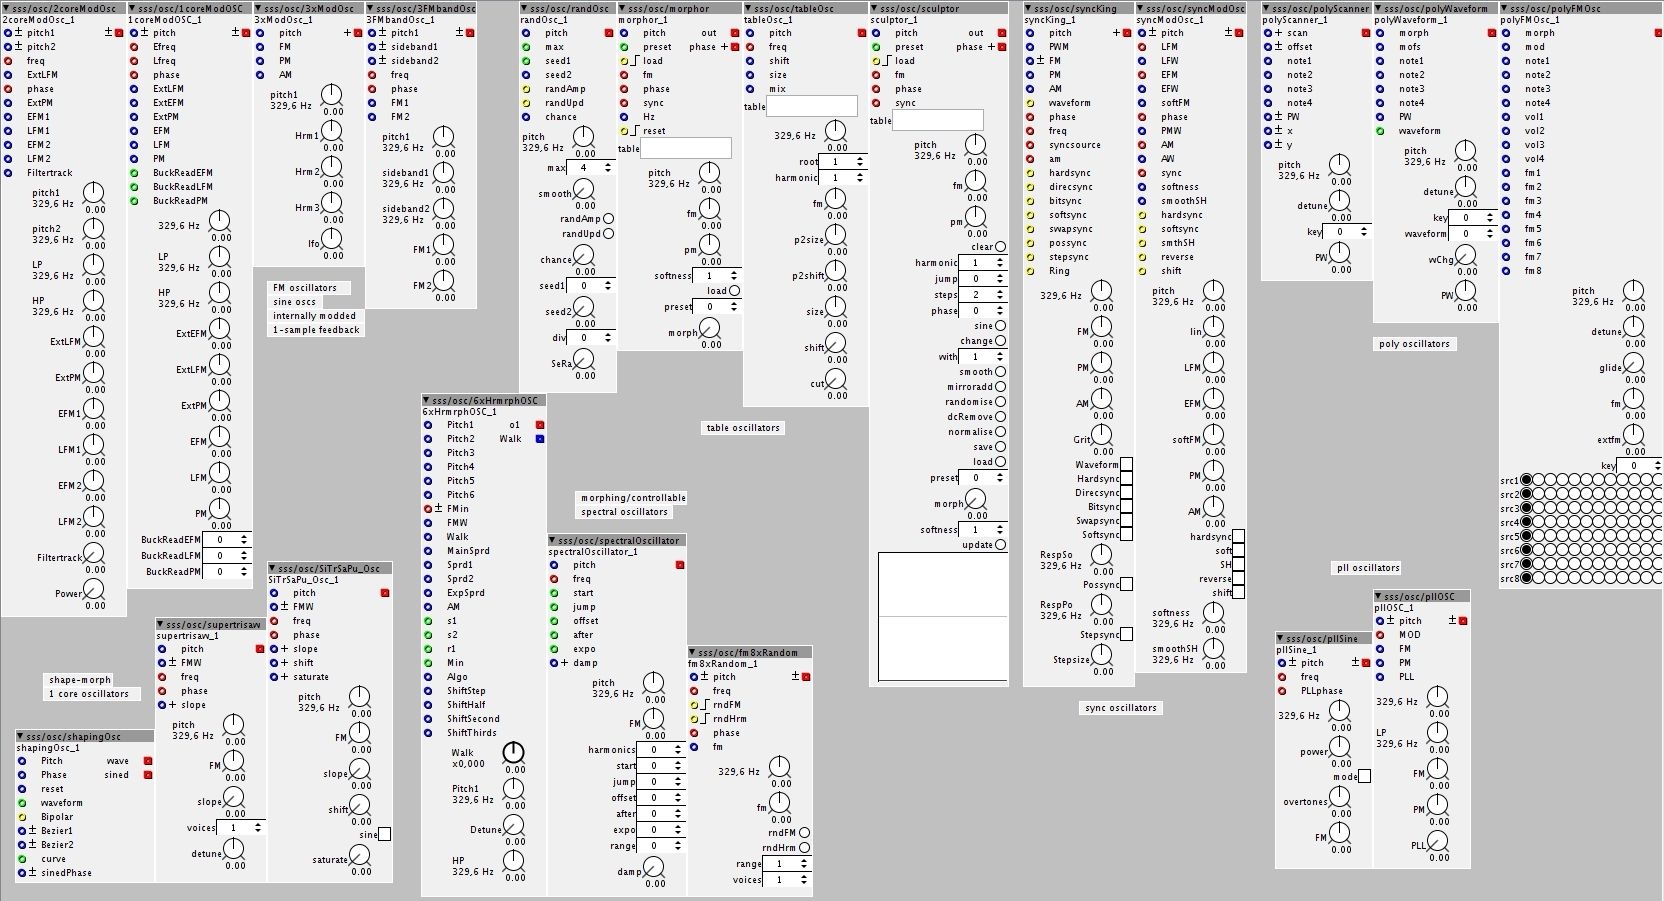 sss/osc/2coreModOsc
2coreModOsc_1
pitch1
pitch2
freq
ExtLFM
phase
ExtPM
EFM1
LFM1
EFM2
LFM2
Filtertrack
pitch1
329,6 Hz 0.00
pitch2
329,6 Hz 0.00
LP
329,6 Hz 0.00
HP
329,6 Hz 0.00
ExtLFM 0.00
ExtPM 0.00
EFM1 0.00
LFM1 0.00
EFM2 0.00
LFM2 0.00
Filtertrack 0.00
Power 0.00
sss/osc/1coreModOSC
1coreModOSC_1
pitch
Efreq
Lfreq
phase
ExtLFM
ExtEFM
ExtPM
EFM
LFM
PM
BuckReadEFM
BuckReadLFM
BuckReadPM
329,6 Hz 0.00
LP
329,6 Hz 0.00
HP
329,6 Hz 0.00
ExtEFM 0.00
ExtLFM 0.00
ExtPM 0.00
EFM 0.00
LFM 0.00
PM 0.00
BuckReadEFM 0
BuckReadLFM 0
BuckReadPM 0
sss/osc/3xModOsc
3xModOsc_1
pitch
FM
PM
AM
pitch1
329,6 Hz 0.00
Hrm1 0.00
Hrm2 0.00
Hrm3 0.00
lfo 0.00
sss/osc/3FMbandOsc
3FMbandOsc_1
pitch1
sideband1
sideband2
freq
phase
FM1
FM2
pitch1
329,6 Hz 0.00
sideband1
329,6 Hz 0.00
sideband2
329,6 Hz 0.00
FM1 0.00
FM2 0.00
FM oscillators
sine oscs
internally modded
1-sample feedback
sss/osc/randOsc
randOsc_1
pitch
max
seed1
seed2
randAmp
randUpd
chance
pitch
329,6 Hz 0.00
max 4
smooth 0.00
randAmp
randUpd
chance 0.00
seed1 0
seed2 0.00
div 0
SeRa 0.00
sss/osc/morphor
morphor_1
pitch out
preset phase
load
fm
phase
sync
Hz
reset
table
pitch
329,6 Hz 0.00
fm 0.00
pm 0.00
softness 1
load
preset 0
morph 0.00
sss/osc/tableOsc
tableOsc_1
pitch
freq
shift
size
mix
table
329,6 Hz 0.00
root 1
harmonic 1
fm 0.00
p2size 0.00
p2shift 0.00
size 0.00
shift 0.00
cut 0.00
sss/osc/sculptor
sculptor_1
pitch out
preset phase
load
fm
phase
sync
table
pitch
329,6 Hz 0.00
fm 0.00
pm 0.00
clear
harmonic 1
jump 0
steps 2
phase 0
sine
change
with 1
smooth
mirroradd
randomise
dcRemove
normalise
save
load
preset 0
morph 0.00
softness 1
update
table oscillators
sss/osc/syncKing
syncKing_1
pitch
PWM
FM
PM
AM
waveform
phase
freq
syncsource
am
hardsync
direcsync
bitsync
softsync
swapsync
possync
stepsync
Ring
329,6 Hz 0.00
FM 0.00
PM 0.00
AM 0.00
Grit 0.00
Waveform
Hardsync
Direcsync
Bitsync
Swapsync
Softsync
RespSo
329,6 Hz 0.00
Possync
RespPo
329,6 Hz 0.00
Stepsync
Stepsize 0.00
sss/osc/syncModOsc
syncModOsc_1
pitch
LFM
LFW
EFM
EFW
softFM
PM
PMW
AM
AW
sync
softness
smoothSH
hardsync
softsync
smthSH
reverse
shift
pitch
329,6 Hz 0.00
lin 0.00
LFM 0.00
EFM 0.00
softFM 0.00
PM 0.00
AM 0.00
hardsync
soft
SH
reverse
shift
softness
329,6 Hz 0.00
smoothSH
329,6 Hz 0.00
sync oscillators
sss/osc/polyScanner
polyScanner_1
scan
offset
note1
note2
note3
note4
PW
x
y
pitch
329,6 Hz 0.00
detune 0.00
key 0
PW 0.00
sss/osc/polyWaveform
polyWaveform_1
morph
mofs
note1
note2
note3
note4
PW
waveform
pitch
329,6 Hz 0.00
detune 0.00
key 0
waveform 0
wChg 0.00
PW 0.00
poly oscillators
sss/osc/polyFMOsc
polyFMOsc_1
morph
mod
note1
note2
note3
note4
vol1
vol2
vol3
vol4
fm1
fm2
fm3
fm4
fm5
fm6
fm7
fm8
pitch
329,6 Hz 0.00
detune 0.00
glide 0.00
fm 0.00
extfm 0.00
key 0
src1
src2
src3
src4
src5
src6
src7
src8
sss/osc/6xHrmrphOSC
6xHrmrphOSC_1
Pitch1 o1
Pitch2 Walk
Pitch3
Pitch4
Pitch5
Pitch6
FMin
FMW
Walk
MainSprd
Sprd1
Sprd2
ExpSprd
AM
s1
s2
r1
Min
Algo
ShiftStep
ShiftHalf
ShiftSecond
ShiftThirds
Walk
x0,000 0.00
Pitch1
329,6 Hz 0.00
Detune 0.00
HP
329,6 Hz 0.00
morphing/controllable
spectral oscillators
sss/osc/spectralOscillator
spectralOscillator_1
pitch
freq
start
jump
offset
after
expo
damp
pitch
329,6 Hz 0.00
FM 0.00
harmonics 0
start 0
jump 0
offset 0
after 0
expo 0
range 0
damp 0.00
sss/osc/fm8xRandom
fm8xRandom_1
pitch
freq
rndFM
rndHrm
phase
fm
329,6 Hz 0.00
fm 0.00
rndFM
rndHrm
range 1
voices 1
sss/osc/SiTrSaPu_Osc
SiTrSaPu_Osc_1
pitch
FMW
freq
phase
slope
shift
saturate
pitch
329,6 Hz 0.00
FM 0.00
slope 0.00
shift 0.00
sine
saturate 0.00
sss/osc/supertrisaw
supertrisaw_1
pitch
FMW
freq
phase
slope
pitch
329,6 Hz 0.00
FM 0.00
slope 0.00
voices 1
detune 0.00
shape-morph
1 core oscillators
sss/osc/shapingOsc
shapingOsc_1
Pitch wave
Phase sined
reset
waveform
Bipolar
Bezier1
Bezier2
curve
sinedPhase
pll oscillators
sss/osc/pllSine
pllSine_1
pitch
freq
PLLphase
329,6 Hz 0.00
power 0.00
mode
overtones 0.00
FM 0.00
sss/osc/pllOSC
pllOSC_1
pitch
MOD
FM
PM
PLL
329,6 Hz 0.00
LP
329,6 Hz 0.00
FM 0.00
PM 0.00
PLL 0.00